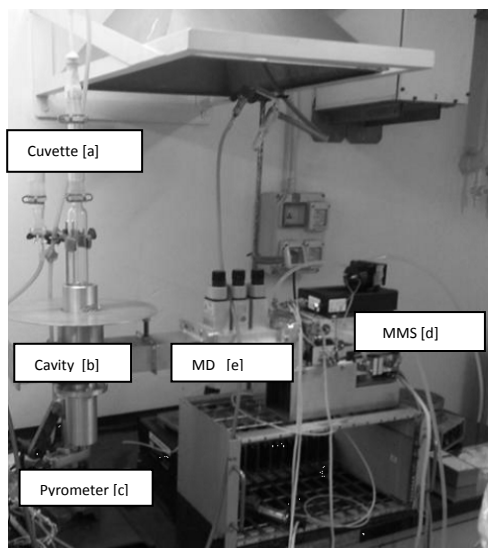 Cuvette [a]
Cavity [b]
MD [e]
MMS [d]
Pyrometer [c]